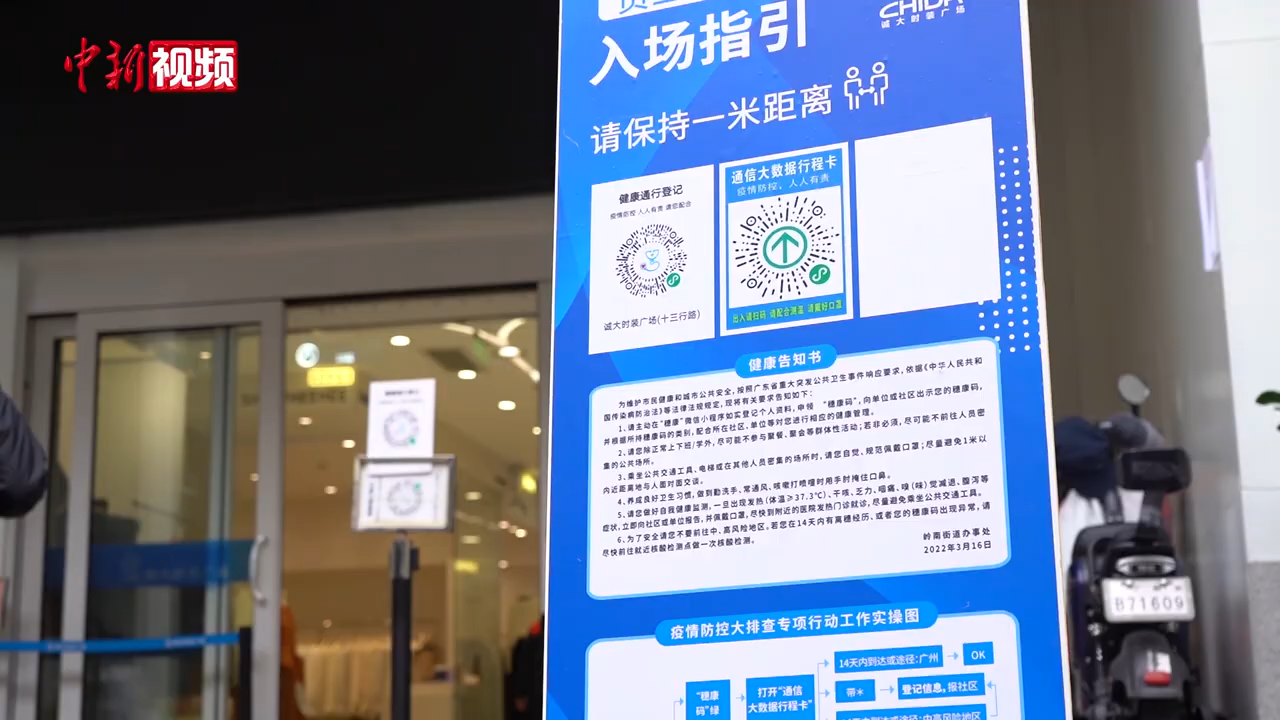 中新视频
CHIDA
诚大时装广场
入场指引
请保持一米距离
健康通行登记
疫情防控 人人有责 请您配合
诚大时装广场(十三行路)
通信大数据行程卡
疫情防控，人人有责
出入请扫码 请配合测温 请戴好口罩
健康告知书
为维护市民健康和城市公共安全，按照广东省重大突发公共卫生事件响应要求，依据《中华人民共和
国传染病防治法》等法律法规规定，现将有关要求告知如下：
1、请主动在“穗康”微信小程序如实登记个人资料，申领 “穗康码”，向单位或社区出示您的穗康码，
并根据所持穗康码的类别，配合所在社区、单位等对您进行相应的健康管理。
2、请您除正常上下班/学外，尽可能不参与聚餐、聚会等群体性活动；若非必须，尽可能不前往人员密
集的公共场所。
3、乘坐公共交通工具、电梯或在其他人员密集的场所时，请您自觉、规范佩戴口罩；尽量避免1米以
内近距离地与人面对面交谈。
4、养成良好卫生习惯，做到勤洗手、常通风、咳嗽打喷嚏时用手肘掩住口鼻。
5、请您做好自我健康监测，一旦出现发热(体温≥37.3℃)、干咳、乏力、咽痛、嗅(味)觉减退、腹泻等
症状，立即向社区或单位报告，并佩戴口罩，尽快到附近的医院发热门诊就诊，尽量避免乘坐公共交通工具。
6、为了安全请您不要前往中、高风险地区。若您在14天内有离穗经历、或者您的穗康码出现异常，请
尽快前往就近核酸检测点做一次核酸检测。
岭南街道办事处
2022年3月16日
疫情防控大排查专项行动工作实操图
“穗康
码”绿
打开“通信
大数据行程卡”
14天内到达或途径：广州
OK
带*
登记信息，报社区
14天内到达或途径：中高风险地区
B71609